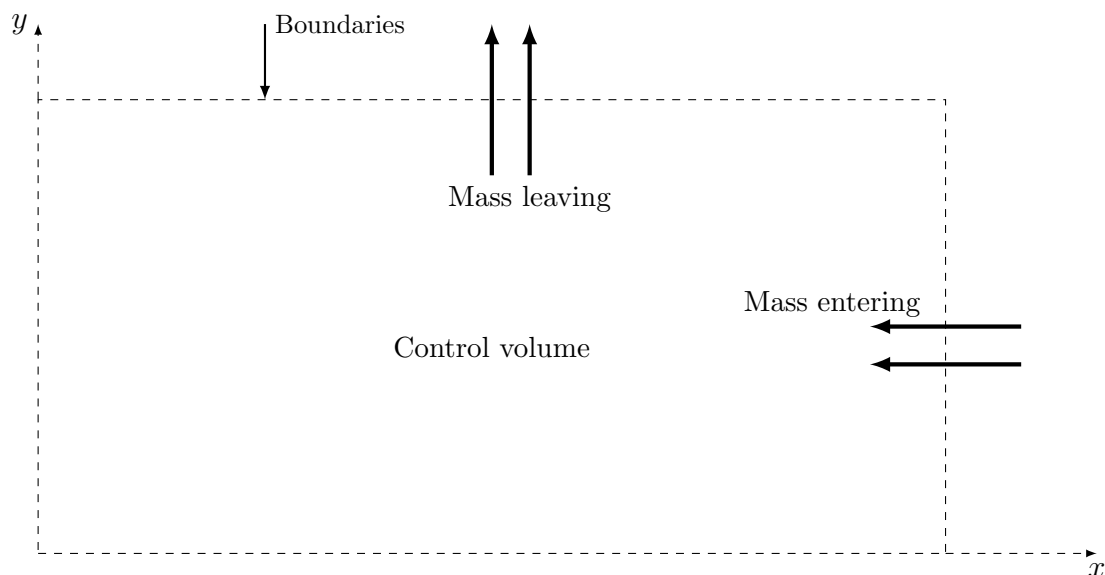 y
Boundaries
Mass leaving
Mass entering
Control volume
x